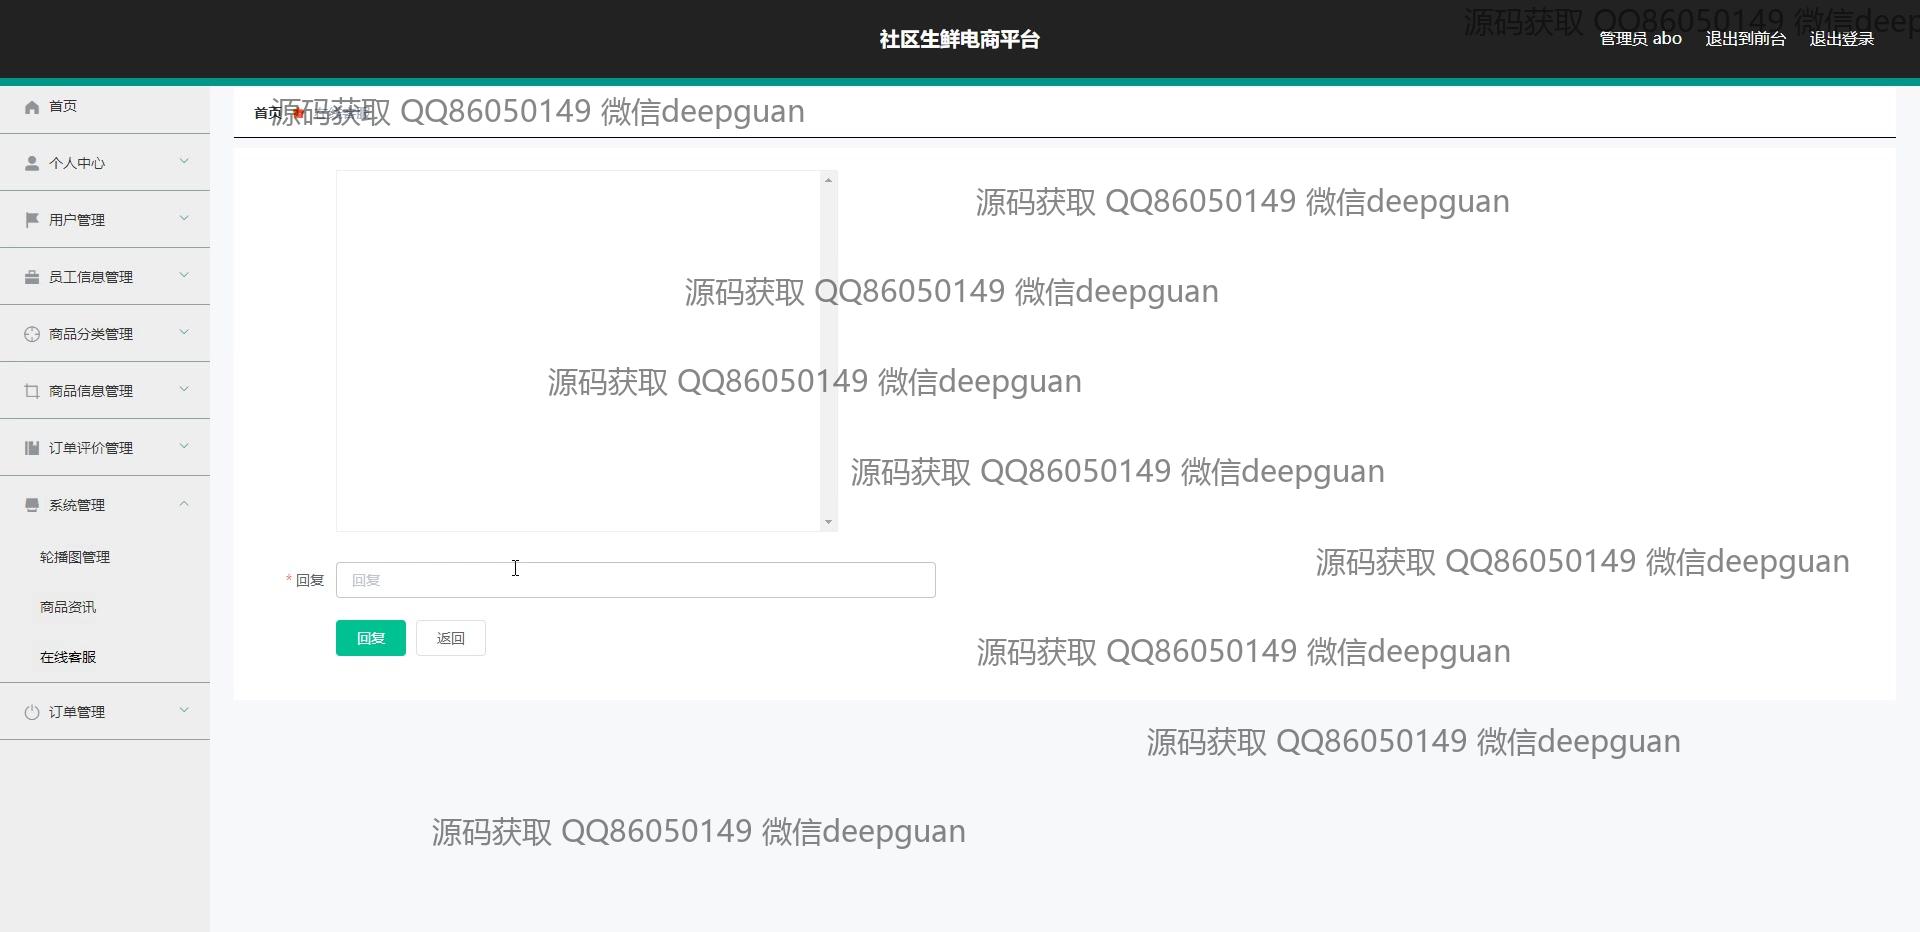 社区生鲜电商平台
源码获取 QQ86050149 微信deep
管理员 abo 退出到前台 退出登录
首页
首页 在线客服
源码获取 QQ86050149 微信deepguan
个人中心
源码获取 QQ86050149 微信deepguan
用户管理
员工信息管理
源码获取 QQ86050149 微信deepguan
商品分类管理
商品信息管理
源码获取 QQ86050149 微信deepguan
订单评价管理
源码获取 QQ86050149 微信deepguan
系统管理
轮播图管理
源码获取 QQ86050149 微信deepguan
* 回复 回复
商品资讯
回复 返回
源码获取 QQ86050149 微信deepguan
在线客服
订单管理
源码获取 QQ86050149 微信deepguan
源码获取 QQ86050149 微信deepguan